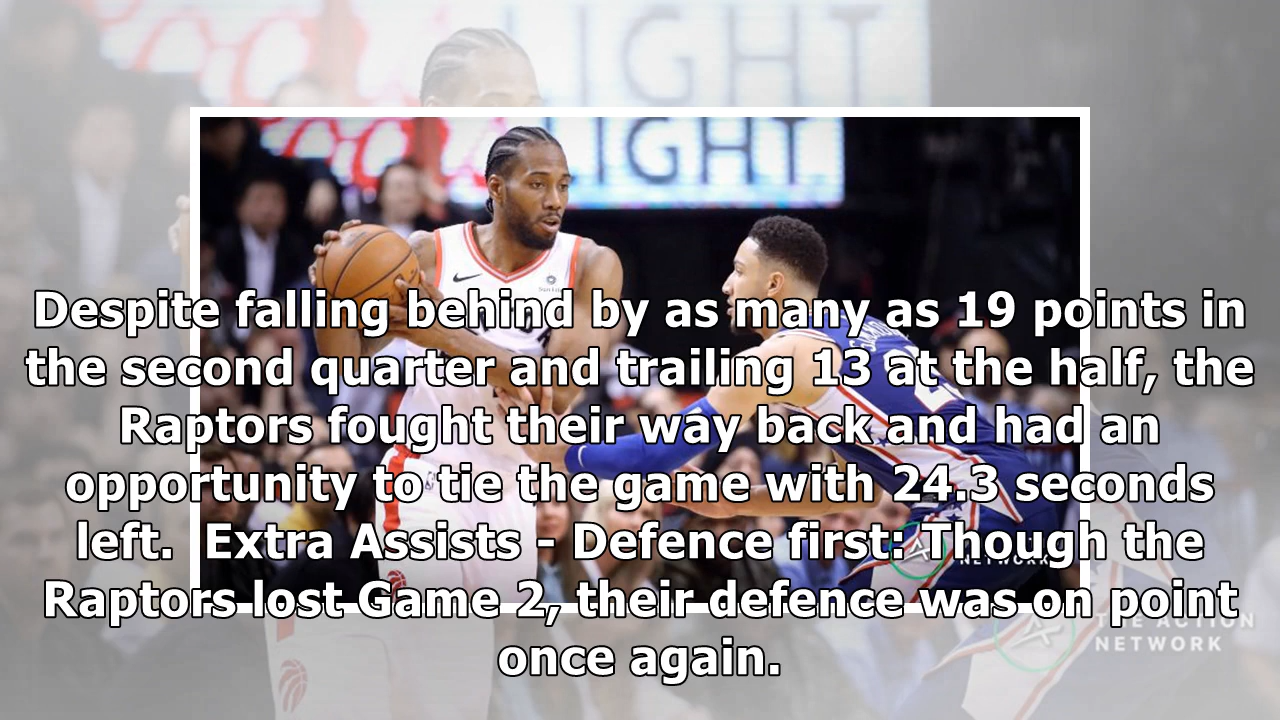 LIGHT
LIGHT
Despite falling behind by as many as 19 points in
the second quarter and trailing 13 at the half, the
Raptors fought their way back and had an
opportunity to tie the game with 24.3 seconds
left.  Extra Assists - Defence first: Though the
Raptors lost Game 2, their defence was on point
once again.
NETWORK
THE ACTION
NETWORK